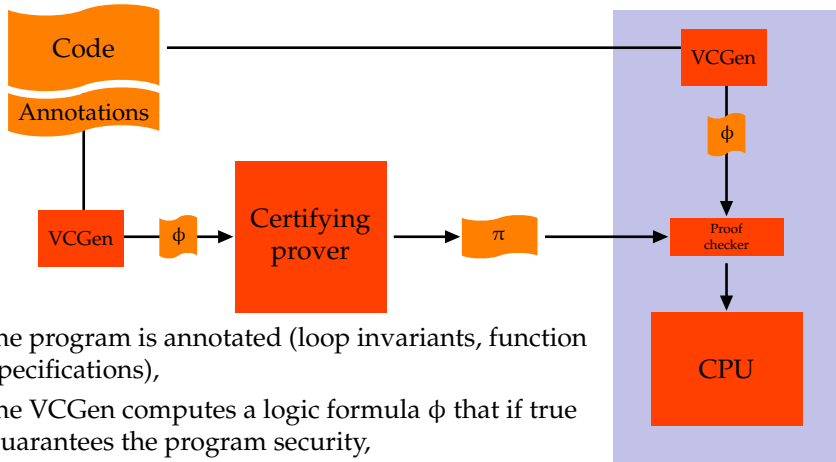 Code
VCGen
Annotations
ϕ
VCGen
ϕ
Certifying
prover
π
Proof
checker
CPU
he program is annotated (loop invariants, function
pecifications),
he VCGen computes a logic formula ϕ that if true
uarantees the program security,